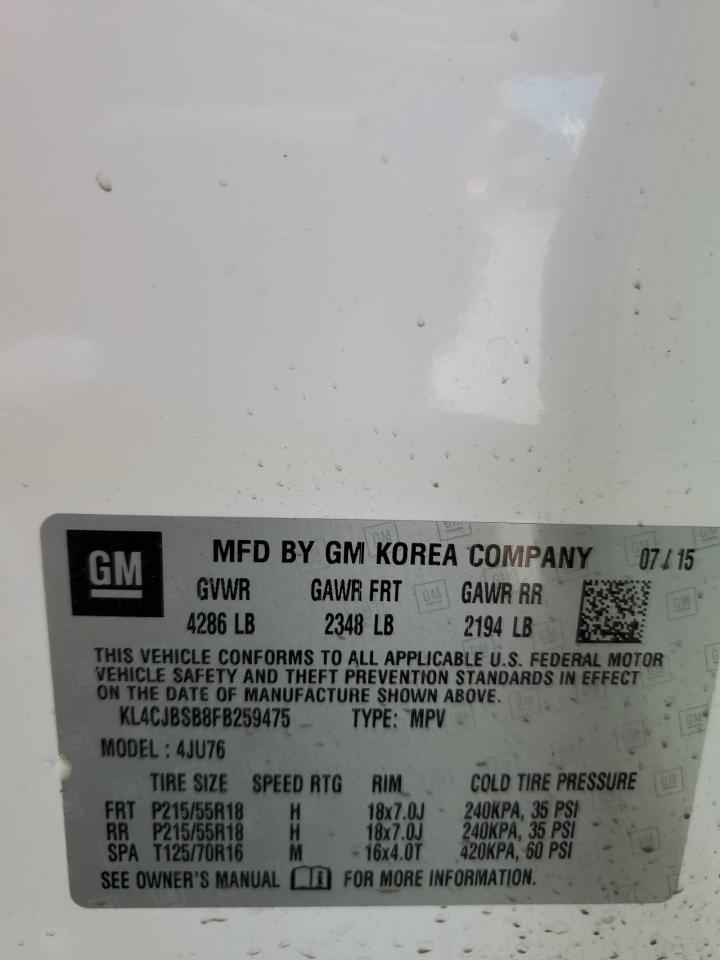 GM MFD BY GM KOREA COMPANY 07/15
GVWR GAWR FRT GAWR RR
4286 LB 2348 LB 2194 LB
THIS VEHICLE CONFORMS TO ALL APPLICABLE U.S. FEDERAL MOTOR
VEHICLE SAFETY AND THEFT PREVENTION STANDARDS IN EFFECT
ON THE DATE OF MANUFACTURE SHOWN ABOVE.
KL4CJBSB8FB259475 TYPE: MPV
MODEL : 4JU76
TIRE SIZE SPEED RTG RIM COLD TIRE PRESSURE
FRT P215/55R18 H 18x7.0J 240KPA, 35 PSI
RR P215/55R18 H 18x7.0J 240KPA, 35 PSI
SPA T125/70R16 M 16x4.0T 420KPA, 60 PSI
SEE OWNER'S MANUAL FOR MORE INFORMATION.